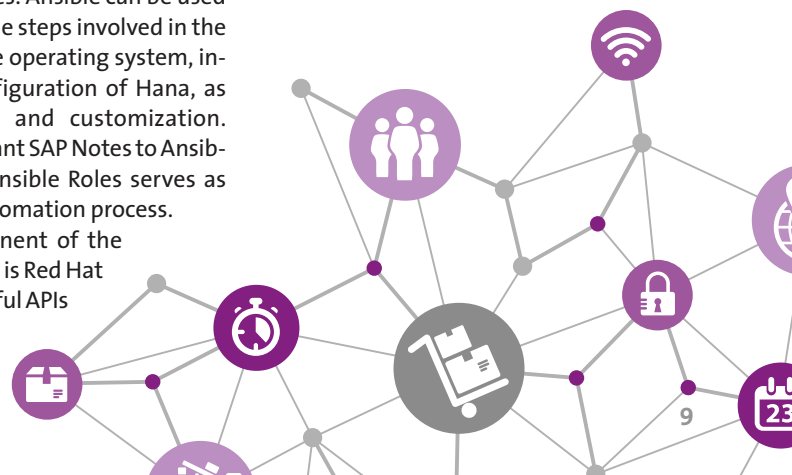 es. Ansible can be used
e steps involved in the
e operating system, in-
figuration of Hana, as
and customization.
ant SAP Notes to Ansib-
nsible Roles serves as
omation process.
nent of the
is Red Hat
ful APIs
9
23